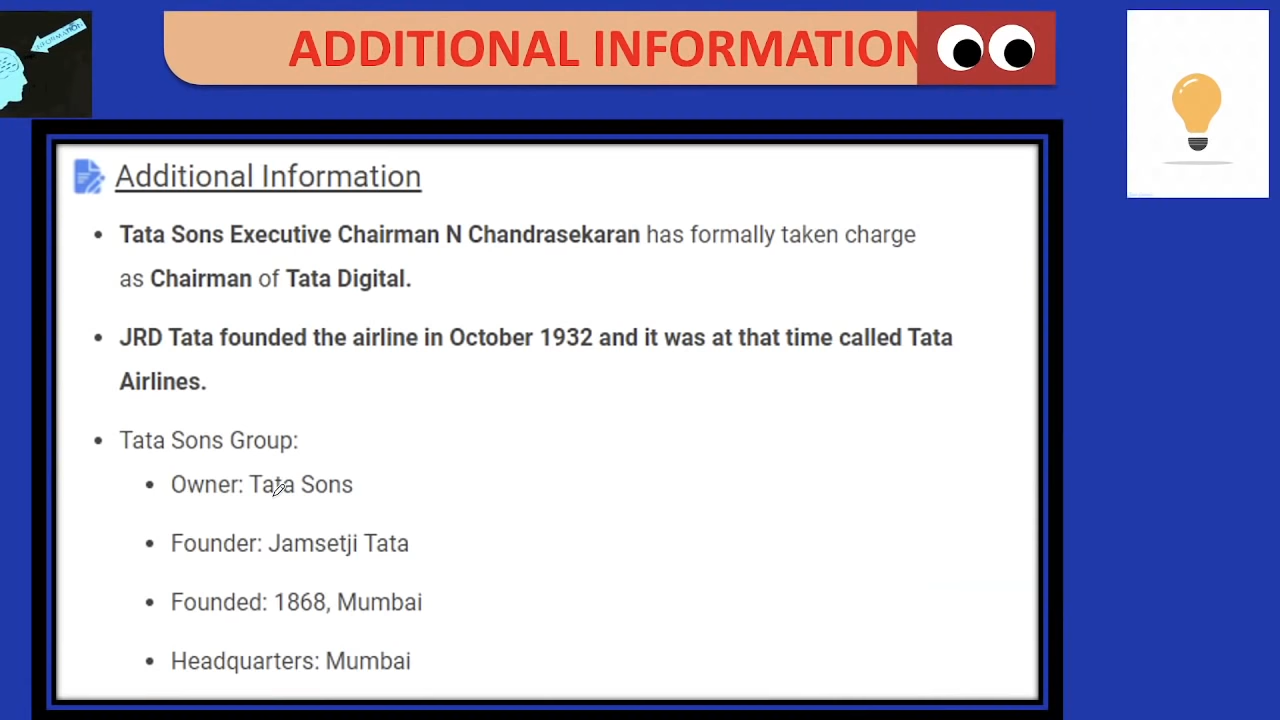 INFORMATION
ADDITIONAL INFORMATION
Additional Information
• Tata Sons Executive Chairman N Chandrasekaran has formally taken charge
as Chairman of Tata Digital.
• JRD Tata founded the airline in October 1932 and it was at that time called Tata
Airlines.
• Tata Sons Group:
• Owner: Tata Sons
• Founder: Jamsetji Tata
• Founded: 1868, Mumbai
• Headquarters: Mumbai